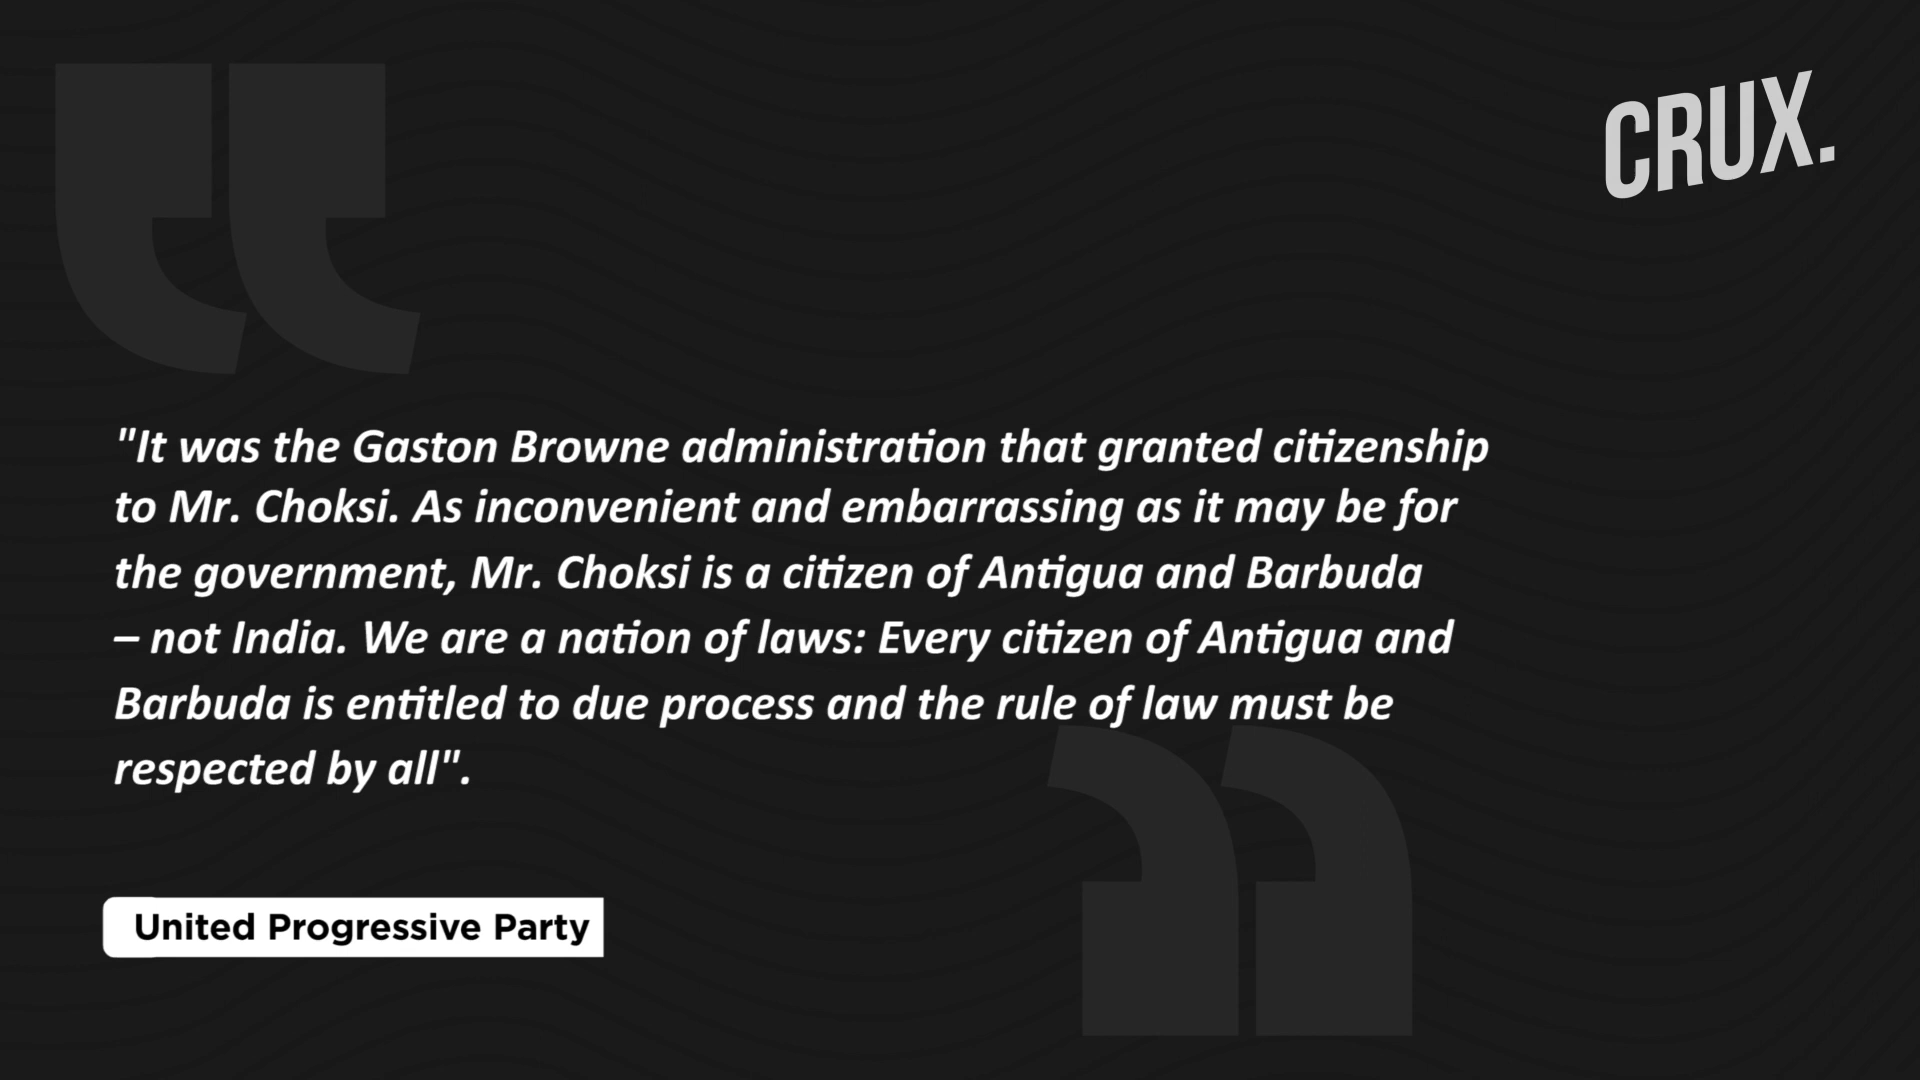 CRUX.
"It was the Gaston Browne administration that granted citizenship
to Mr. Choksi. As inconvenient and embarrassing as it may be for
the government, Mr. Choksi is a citizen of Antigua and Barbuda
– not India. We are a nation of laws: Every citizen of Antigua and
Barbuda is entitled to due process and the rule of law must be
respected by all".
United Progressive Party